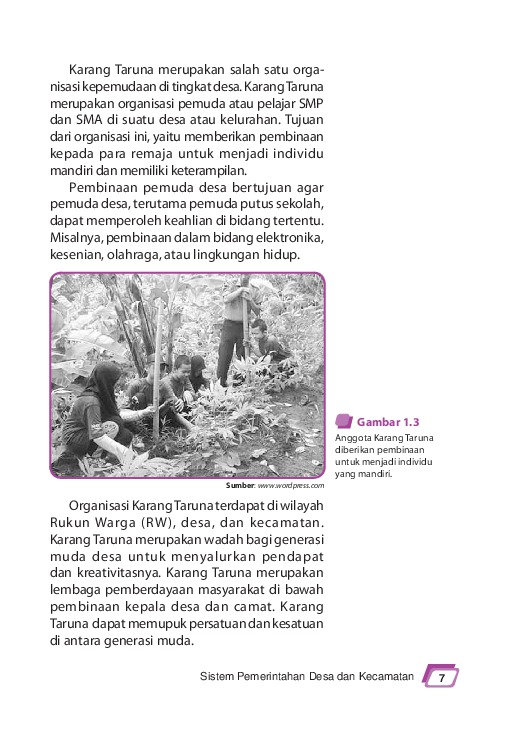 Karang Taruna merupakan salah satu orga-
nisasi kepemudaan di tingkat desa. Karang Taruna
merupakan organisasi pemuda atau pelajar SMP
dan SMA di suatu desa atau kelurahan. Tujuan
dari organisasi ini, yaitu memberikan pembinaan
kepada para remaja untuk menjadi individu
mandiri dan memiliki keterampilan.
Pembinaan pemuda desa bertujuan agar
pemuda desa, terutama pemuda putus sekolah,
dapat memperoleh keahlian di bidang tertentu.
Misalnya, pembinaan dalam bidang elektronika,
kesenian, olahraga, atau lingkungan hidup.
Gambar 1.3
Anggota Karang Taruna
diberikan pembinaan
untuk menjadi individu
yang mandiri.
Sumber: www.wordpress.com
Organisasi Karang Taruna terdapat di wilayah
Rukun Warga (RW), desa, dan kecamatan.
Karang Taruna merupakan wadah bagi generasi
muda desa untuk menyalurkan pendapat
dan kreativitasnya. Karang Taruna merupakan
lembaga pemberdayaan masyarakat di bawah
pembinaan kepala desa dan camat. Karang
Taruna dapat memupuk persatuan dan kesatuan
di antara generasi muda.
Sistem Pemerintahan Desa dan Kecamatan
7